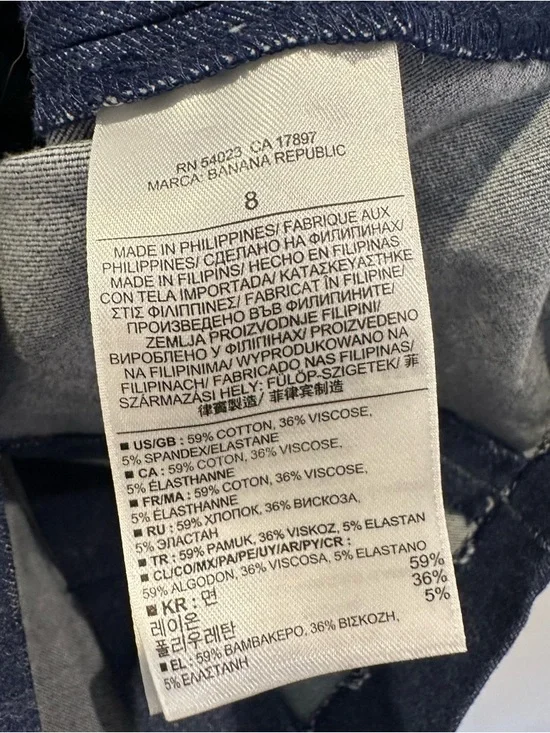 RN 54023 CA 17897
MARCA: BANANA REPUBLIC
8
MADE IN PHILIPPINES/ FABRIQUE AUX
PHILIPPINES/ СДЕЛАНО НА ФИЛИПИНАХ/
MADE IN FILIPINS/ HECHO EN FILIPINAS
CON TELA IMPORTADA/ ΚΑΤΑΣΚΕΥΑΣΤΗΚΕ
ΣΤΙΣ ΦΙΛΙΠΠΙΝΕΣ/ FABRICAT ÎN FILIPINE/
ПРОИЗВЕДЕНО ВЪВ ФИЛИПИНИТЕ/
ZEMLJA PROIZVODNJE FILIPINI/
ВИРОБЛЕНО У ФІЛІПІНАХ/ PROIZVEDENO
NA FILIPINIMA/ WYPRODUKOWANO NA
FILIPINACH/ FABRICADO NAS FILIPINAS/
SZÁRMAZÁSI HELY: FÜLÖP-SZIGETEK/ 菲
律賓製造/ 菲律宾制造
■ US/GB : 59% COTTON, 36% VISCOSE,
5% SPANDEX/ELASTANE
■ CA : 59% COTON, 36% VISCOSE,
5% ÉLASTHANNE
■ FR/MA : 59% COTON, 36% VISCOSE,
5% ÉLASTHANNE
■ RU : 59% ХЛОПОК, 36% ВИСКОЗА,
5% ЭЛАСТАН
■ TR : 59% PAMUK, 36% VISKOZ, 5% ELASTAN
■ CL/CO/MX/PA/PE/UY/AR/PY/CR :
59% ALGODON, 36% VISCOSA, 5% ELASTANO
■ KR : 면 59%
레이온 36%
폴리우레탄 5%
■ EL : 59% ΒΑΜΒΑΚΕΡΟ, 36% ΒΙΣΚΟΖΗ,
5% ΕΛΑΣΤΑΝΗ